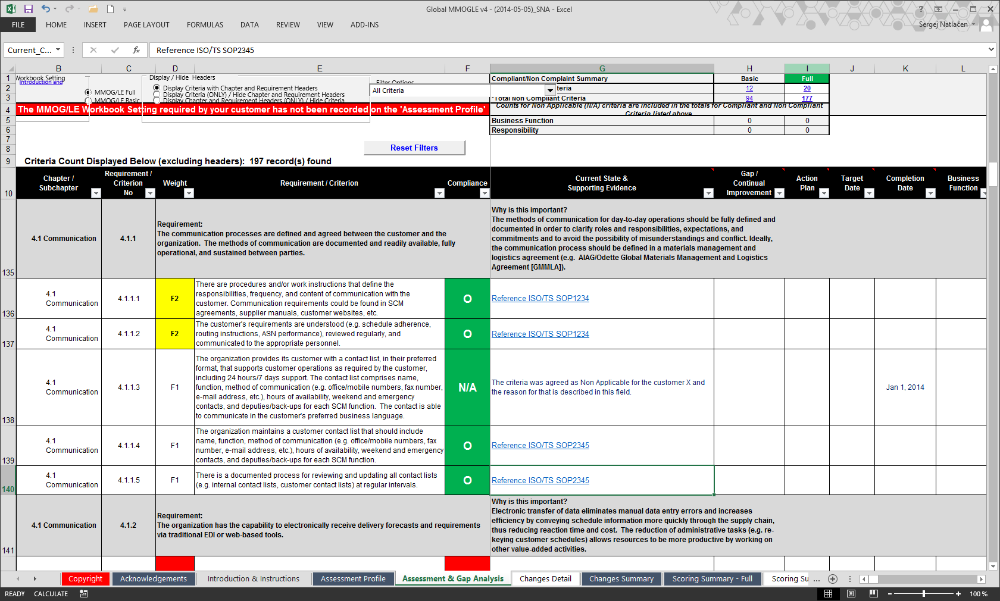 Global MMOGLE v4 - (2014-05-05)_SNA - Excel
FILE HOME INSERT PAGE LAYOUT FORMULAS DATA REVIEW VIEW ADD-INS
Sergej Natlačen
Current_C... fx Reference ISO/TS SOP2345
B C D E F G H I J K L
1 2 3 4 5 6 7 8 9 10
Workbook Setting
Introduction and
MMOG/LE Full
MMOG/LE Basic
Display / Hide Headers
Display Criteria with Chapter and Requirement Headers
Display Criteria (ONLY) / Hide Chapter and Requirement Headers
Display Chapter and Requirement Headers (ONLY) / Hide Criteria
Filter Options
All Criteria
The MMOG/LE Workbook Setting required by your customer has not been recorded on the 'Assessment Profile'
Compliant/Non Complaint Summary Basic Full
teria 12 20
Total Non Compliant Criteria 94 177
Counts for Non Applicable (N/A) criteria are included in the totals for Compliant and Non Compliant
Criteria listed above
Business Function 0 0
Responsibility 0 0
Reset Filters
Criteria Count Displayed Below (excluding headers): 197 record(s) found
Chapter /
Subchapter
Requirement /
Criterion
No
Weight
Requirement / Criterion
Compliance
Current State &
Supporting Evidence
Gap /
Continual
Improvement
Action
Plan
Target
Date
Completion
Date
Business
Function
135
4.1 Communication
4.1.1
Requirement:
The communication processes are defined and agreed between the customer and the
organization. The methods of communication are documented and readily available, fully
operational, and sustained between parties.
Why is this important?
The methods of communication for day-to-day operations should be fully defined and
documented in order to clarify roles and responsibilities, expectations, and
commitments and to avoid the possibility of misunderstandings and conflict. Ideally,
the communication process should be defined in a materials management and
logistics agreement (e.g. AIAG/Odette Global Materials Management and Logistics
Agreement [GMMLA]).
136
4.1
Communication
4.1.1.1
F2
There are procedures and/or work instructions that define the
responsibilities, frequency, and content of communication with the
customer. Communication requirements could be found in SCM
agreements, supplier manuals, customer websites, etc.
O
Reference ISO/TS SOP1234
137
4.1
Communication
4.1.1.2
F2
The customer's requirements are understood (e.g. schedule adherence,
routing instructions, ASN performance), reviewed regularly, and
communicated to the appropriate personnel.
O
Reference ISO/TS SOP1234
138
4.1
Communication
4.1.1.3
F1
The organization provides its customer with a contact list, in their preferred
format, that supports customer operations as required by the customer,
including 24 hours/7 days support. The contact list comprises name,
function, method of communication (e.g. office/mobile numbers, fax number,
e-mail address, etc.), hours of availability, weekend and emergency
contacts, and deputies/back-ups for each SCM function. The contact is able
to communicate in the customer's preferred business language.
N/A
The criteria was agreed as Non Applicable for the customer X and
the reason for that is described in this field.
Jan 1, 2014
139
4.1
Communication
4.1.1.4
F1
The organization maintains a customer contact list that should include
name, function, method of communication (e.g. office/mobile numbers, fax
number, e-mail address, etc.), hours of availability, weekend and emergency
contacts, and deputies/back-ups for each SCM function.
O
Reference ISO/TS SOP2345
140
4.1
Communication
4.1.1.5
F1
There is a documented process for reviewing and updating all contact lists
(e.g. internal contact lists, customer contact lists) at regular intervals.
O
Reference ISO/TS SOP2345
141
4.1 Communication
4.1.2
Requirement:
The organization has the capability to electronically receive delivery forecasts and requirements
via traditional EDI or web-based tools.
Why is this important?
Electronic transfer of data eliminates manual data entry errors and increases
efficiency by conveying schedule information more quickly through the supply chain,
thus reducing reaction time and cost. The reduction of administrative tasks (e.g. re-
keying customer schedules) allows resources to be more productive by working on
other value-added activities.
Copyright Acknowledgements Introduction & Instructions Assessment Profile Assessment & Gap Analysis Changes Detail Changes Summary Scoring Summary - Full Scoring Su ...
READY CALCULATE 100 %